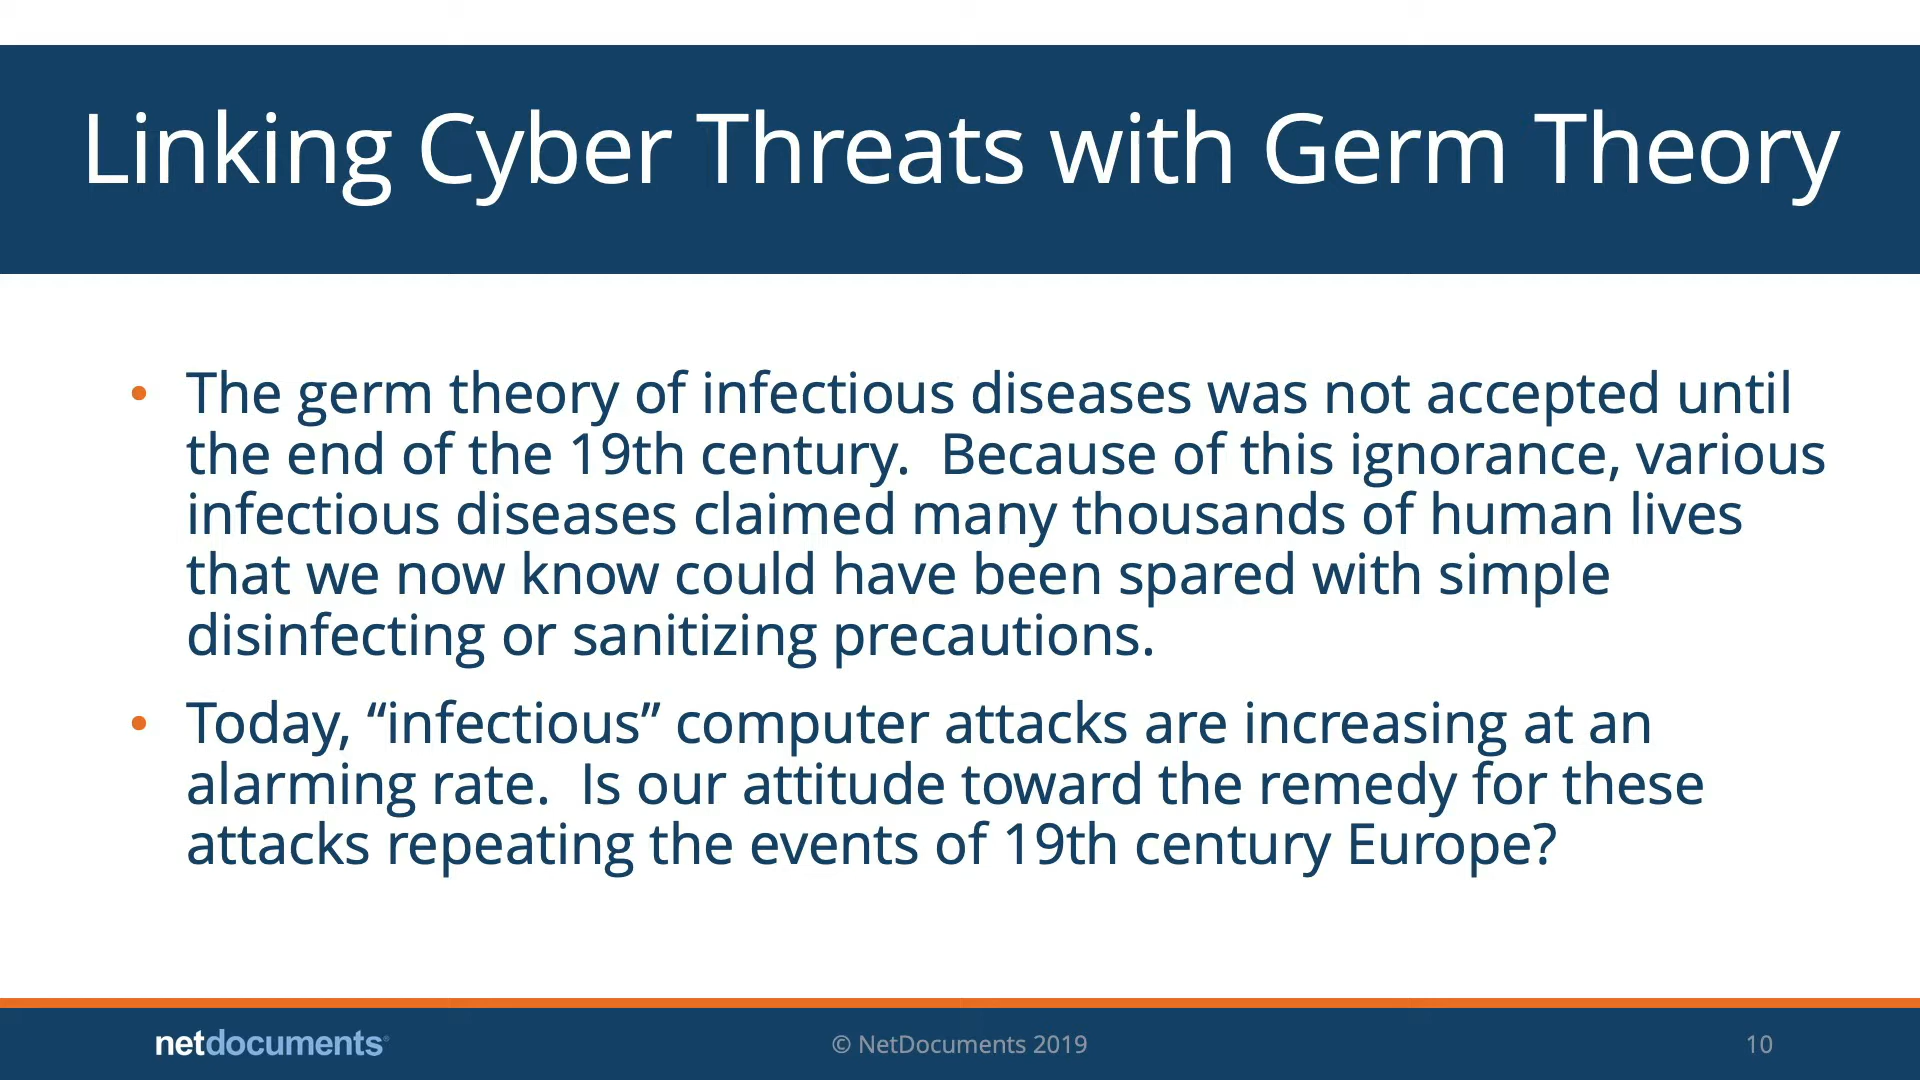 Linking Cyber Threats with Germ Theory
• The germ theory of infectious diseases was not accepted until
the end of the 19th century.  Because of this ignorance, various
infectious diseases claimed many thousands of human lives
that we now know could have been spared with simple
disinfecting or sanitizing precautions.
• Today, “infectious” computer attacks are increasing at an
alarming rate.  Is our attitude toward the remedy for these
attacks repeating the events of 19th century Europe?
netdocuments®
© NetDocuments 2019
10